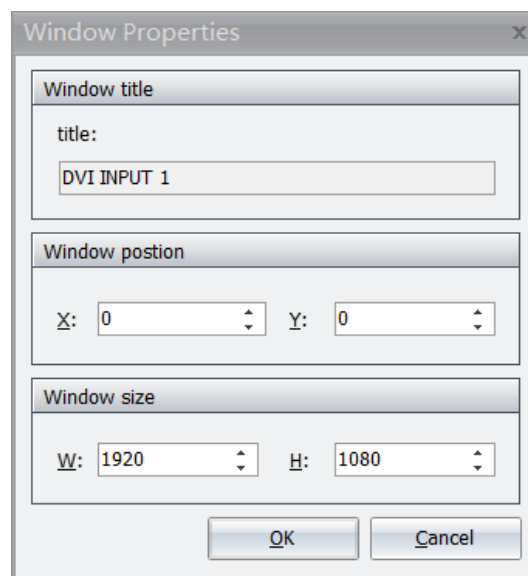 Window Properties x
Window title
title:
DVI INPUT 1
Window postion
X: 0 Y: 0
Window size
W: 1920 H: 1080
OK Cancel